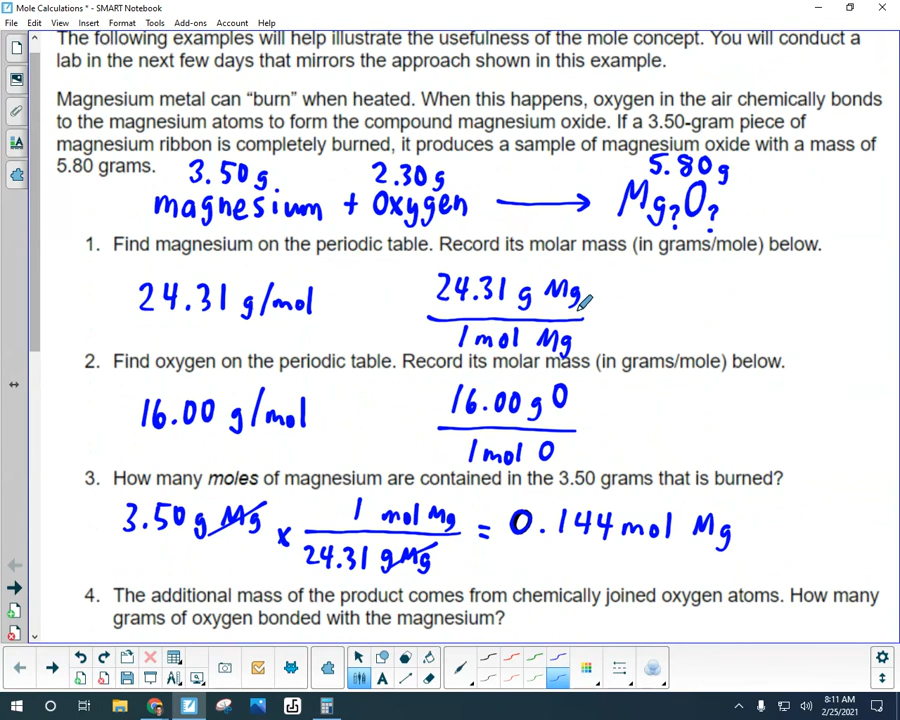 Mole Calculations * - SMART Notebook
File Edit View Insert Format Tools Add-ons Account Help
The following examples will help illustrate the usefulness of the mole concept. You will conduct a
lab in the next few days that mirrors the approach shown in this example.
Magnesium metal can “burn” when heated. When this happens, oxygen in the air chemically bonds
to the magnesium atoms to form the compound magnesium oxide. If a 3.50-gram piece of
magnesium ribbon is completely burned, it produces a sample of magnesium oxide with a mass of
5.80 grams.
3.50g. 2.30g 5.80g
magnesium + Oxygen → Mg?O?
1. Find magnesium on the periodic table. Record its molar mass (in grams/mole) below.
24.31 g/mol
24.31 g Mg
1 mol Mg
2. Find oxygen on the periodic table. Record its molar mass (in grams/mole) below.
16.00 g/mol
16.00 g O
1 mol O
3. How many moles of magnesium are contained in the 3.50 grams that is burned?
3.50 g Mg x 1 mol Mg = 0.144 mol Mg
24.31 g Mg
4. The additional mass of the product comes from chemically joined oxygen atoms. How many
grams of oxygen bonded with the magnesium?
8:11 AM
2/25/2021